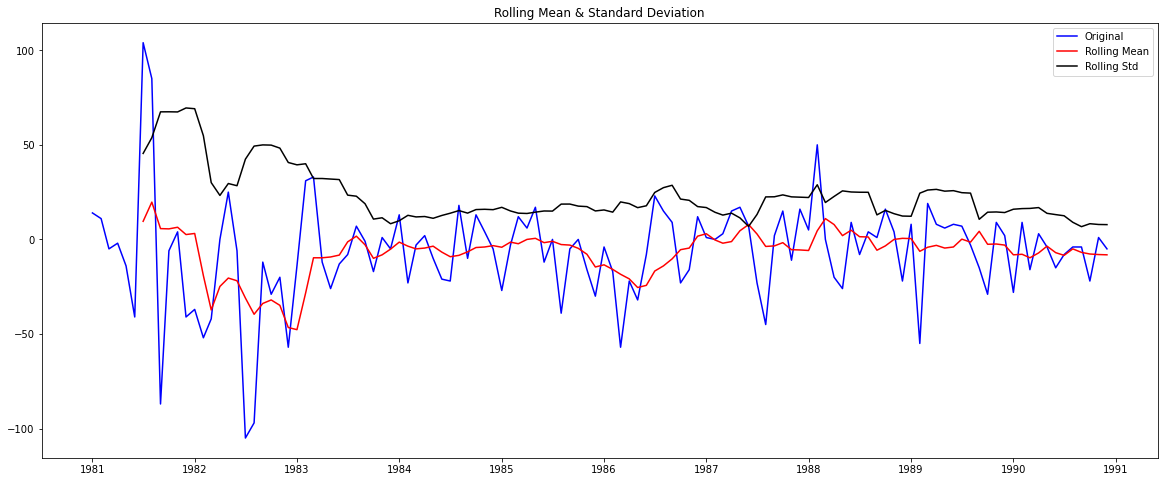 Rolling Mean & Standard Deviation
Original
Rolling Mean
Rolling Std
100
50
0
−50
−100
1981 1982 1983 1984 1985 1986 1987 1988 1989 1990 1991